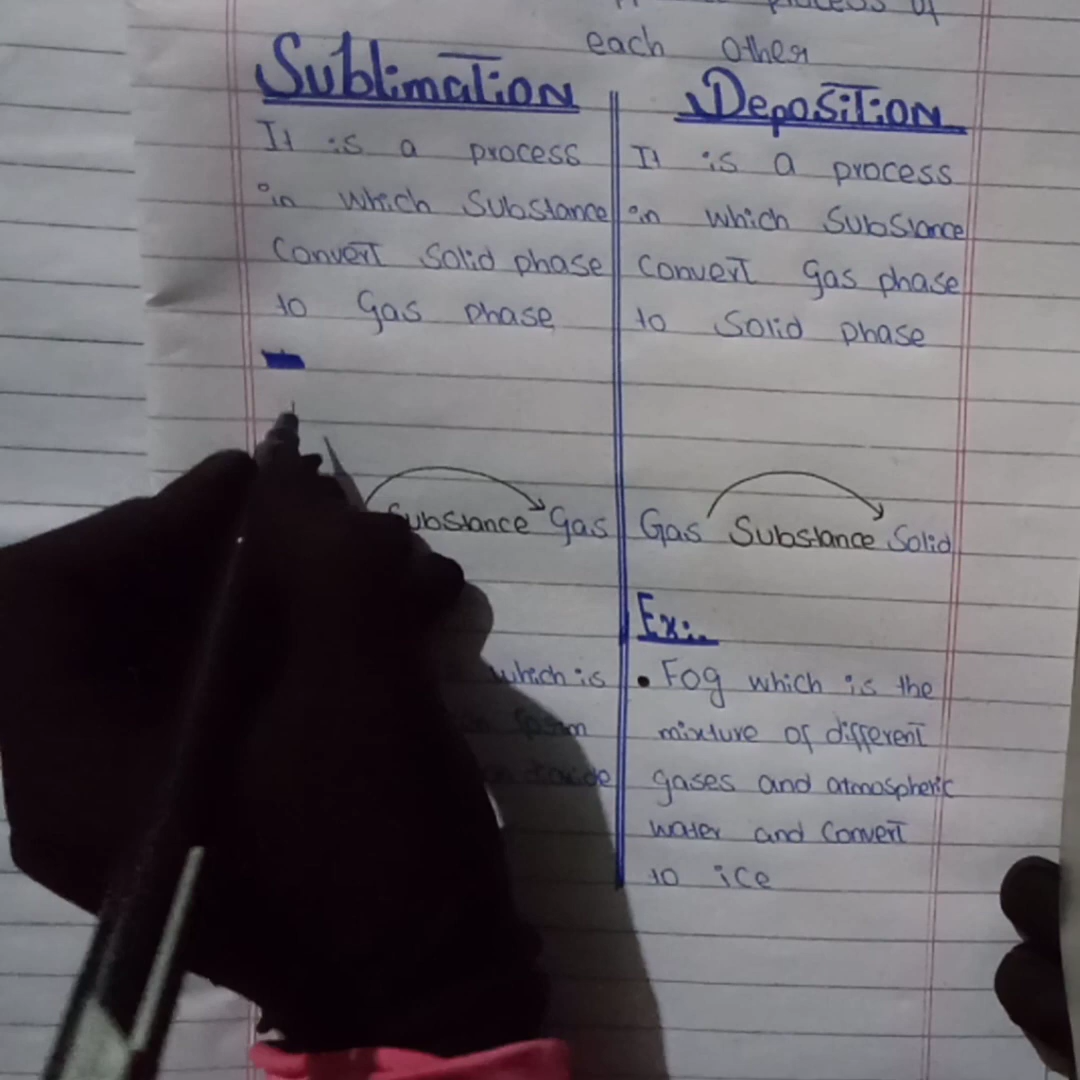 process of
each other
Sublimation
It is a process
in which Substance
Convert Solid phase
to Gas phase
Substance Gas
which is
Deposition
It is a process
in which Substance
Convert gas phase
to Solid phase
Gas Substance Solid
Ex:-
• Fog which is the
mixture of different
gases and atmospheric
water and Convert
to ice